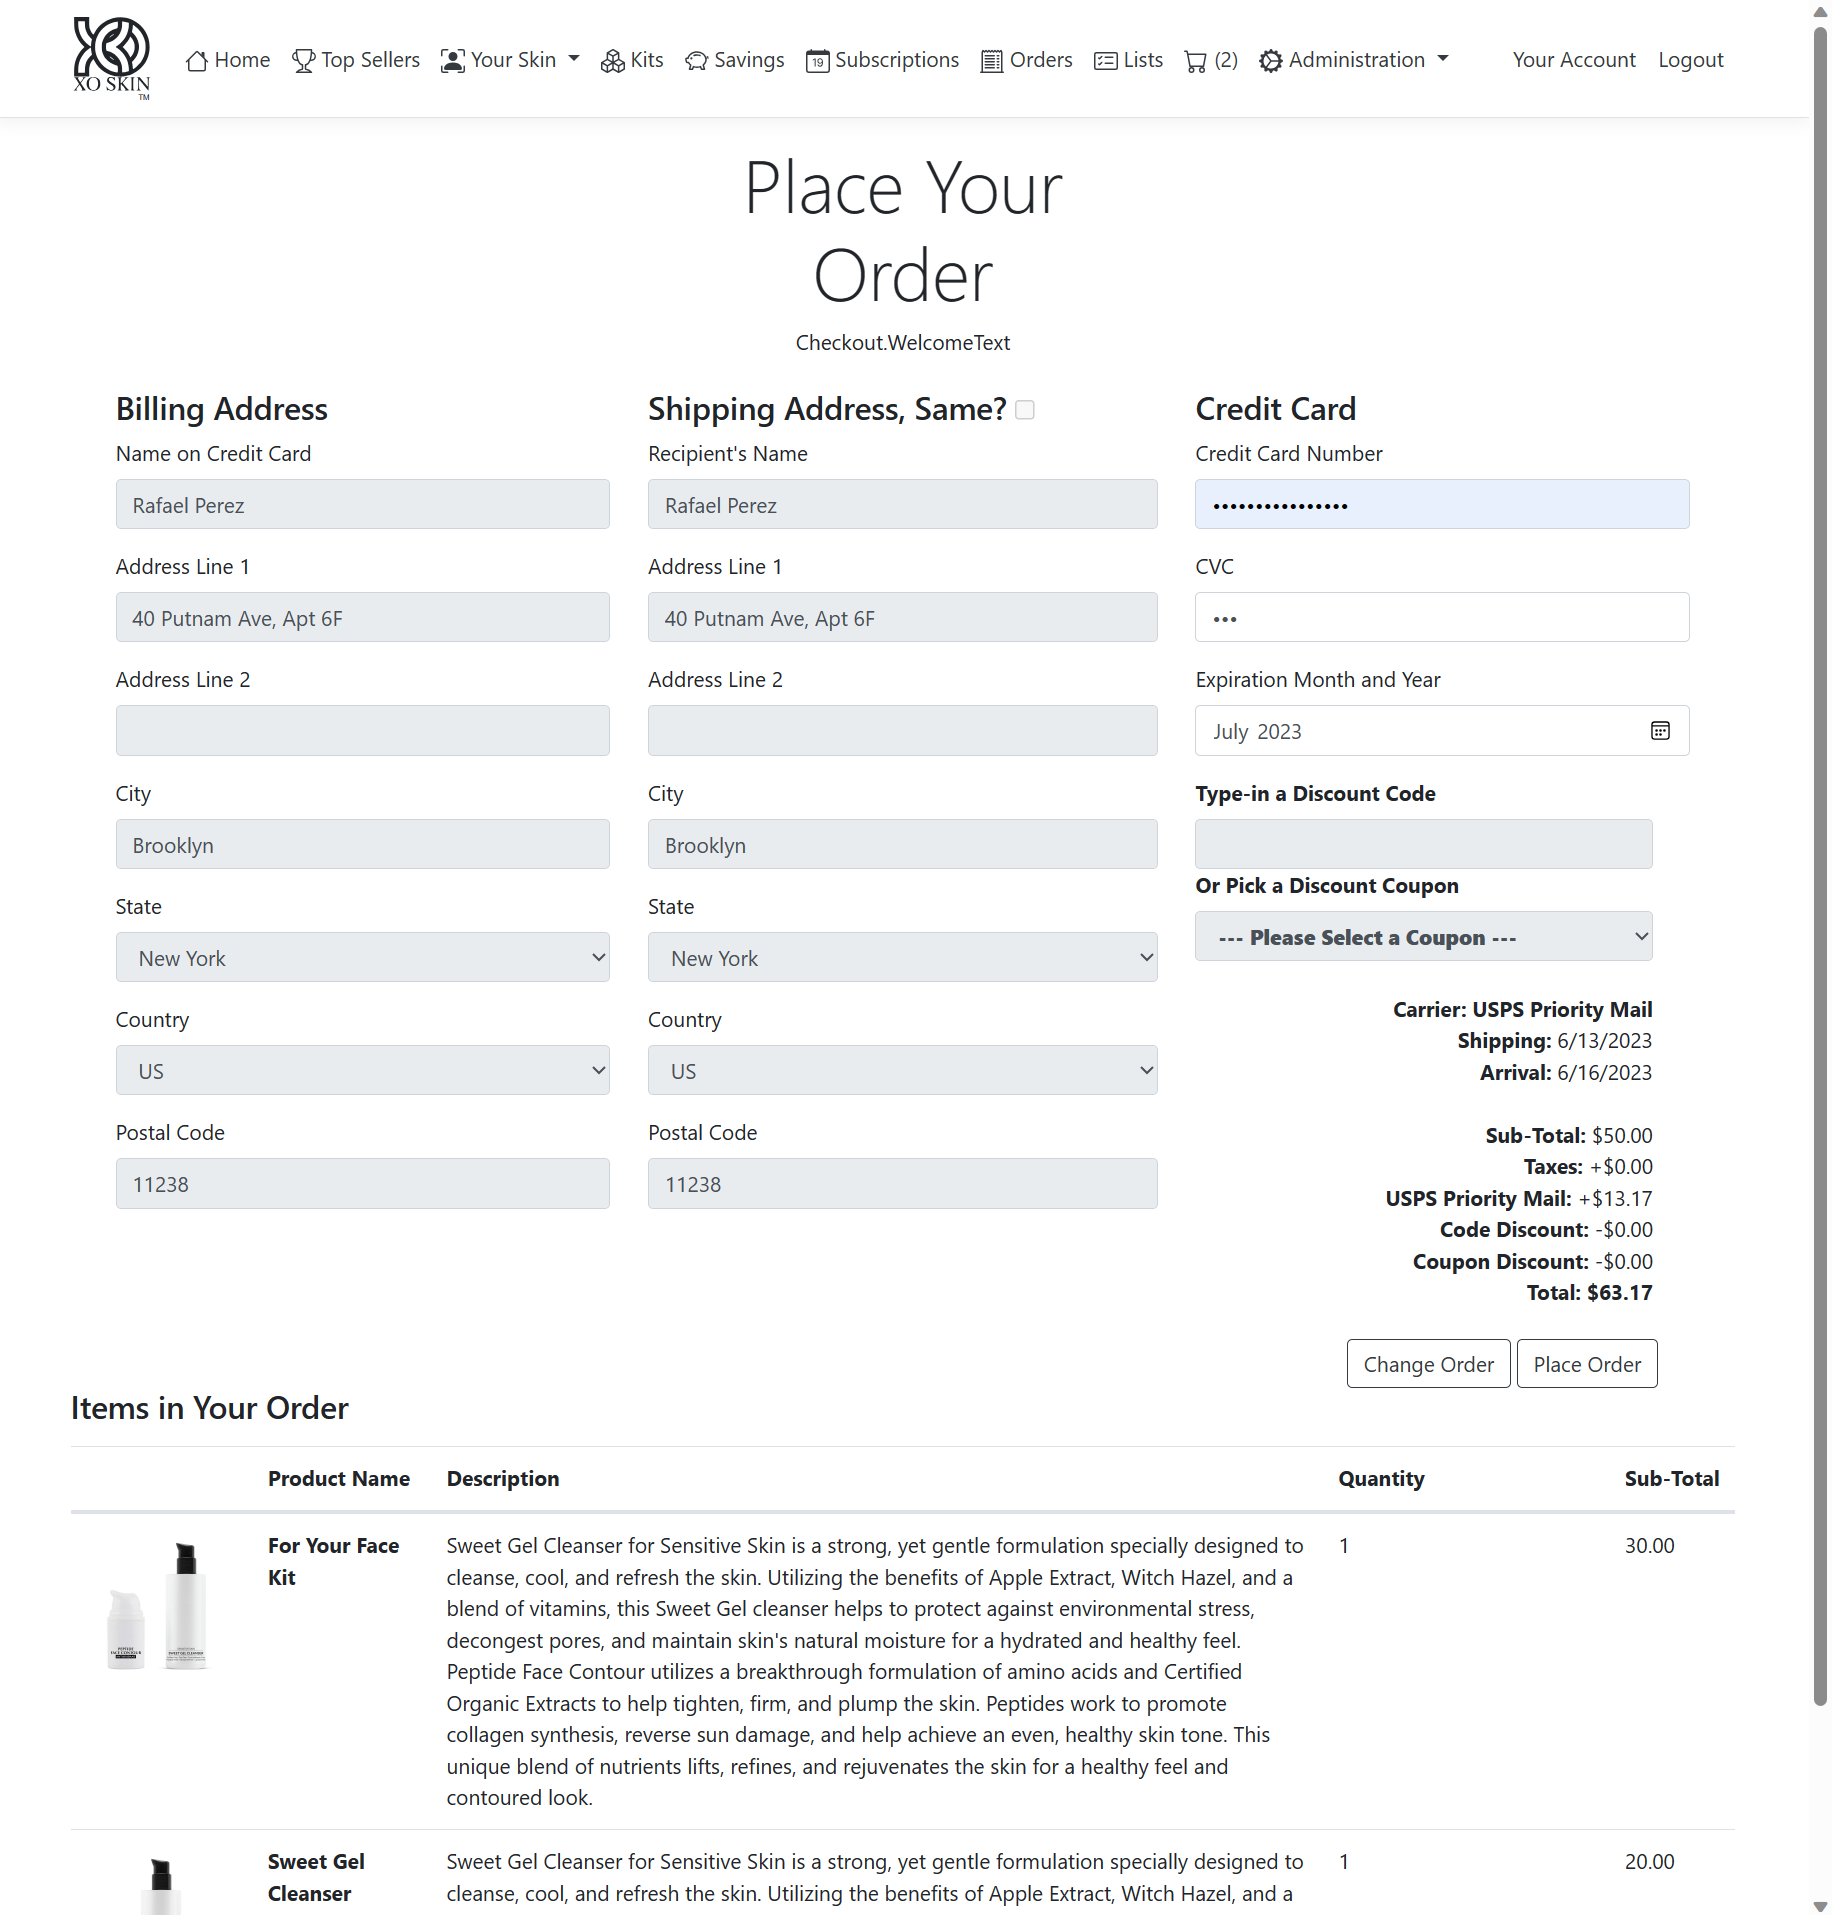 XO SKIN
TM
Home
Top Sellers
Your Skin
Kits
Savings
19
Subscriptions
Orders
Lists
(2)
Administration
Your Account
Logout
Place Your
Order
Checkout.WelcomeText
Billing Address
Name on Credit Card
Rafael Perez
Address Line 1
40 Putnam Ave, Apt 6F
Address Line 2
City
Brooklyn
State
New York
Country
US
Postal Code
11238
Shipping Address, Same?
Recipient's Name
Rafael Perez
Address Line 1
40 Putnam Ave, Apt 6F
Address Line 2
City
Brooklyn
State
New York
Country
US
Postal Code
11238
Credit Card
Credit Card Number
••••••••••••••••
CVC
•••
Expiration Month and Year
July 2023
Type-in a Discount Code
Or Pick a Discount Coupon
--- Please Select a Coupon ---
Carrier: USPS Priority Mail
Shipping: 6/13/2023
Arrival: 6/16/2023
Sub-Total: $50.00
Taxes: +$0.00
USPS Priority Mail: +$13.17
Code Discount: -$0.00
Coupon Discount: -$0.00
Total: $63.17
Change Order
Place Order
Items in Your Order
Product Name
Description
Quantity
Sub-Total
For Your Face
Kit
Sweet Gel Cleanser for Sensitive Skin is a strong, yet gentle formulation specially designed to
cleanse, cool, and refresh the skin. Utilizing the benefits of Apple Extract, Witch Hazel, and a
blend of vitamins, this Sweet Gel cleanser helps to protect against environmental stress,
decongest pores, and maintain skin's natural moisture for a hydrated and healthy feel.
Peptide Face Contour utilizes a breakthrough formulation of amino acids and Certified
Organic Extracts to help tighten, firm, and plump the skin. Peptides work to promote
collagen synthesis, reverse sun damage, and help achieve an even, healthy skin tone. This
unique blend of nutrients lifts, refines, and rejuvenates the skin for a healthy feel and
contoured look.
1
30.00
PEPTIDE
FACE CONTOUR
SWEET GEL CLEANSER
Sweet Gel
Cleanser
Sweet Gel Cleanser for Sensitive Skin is a strong, yet gentle formulation specially designed to
cleanse, cool, and refresh the skin. Utilizing the benefits of Apple Extract, Witch Hazel, and a
1
20.00